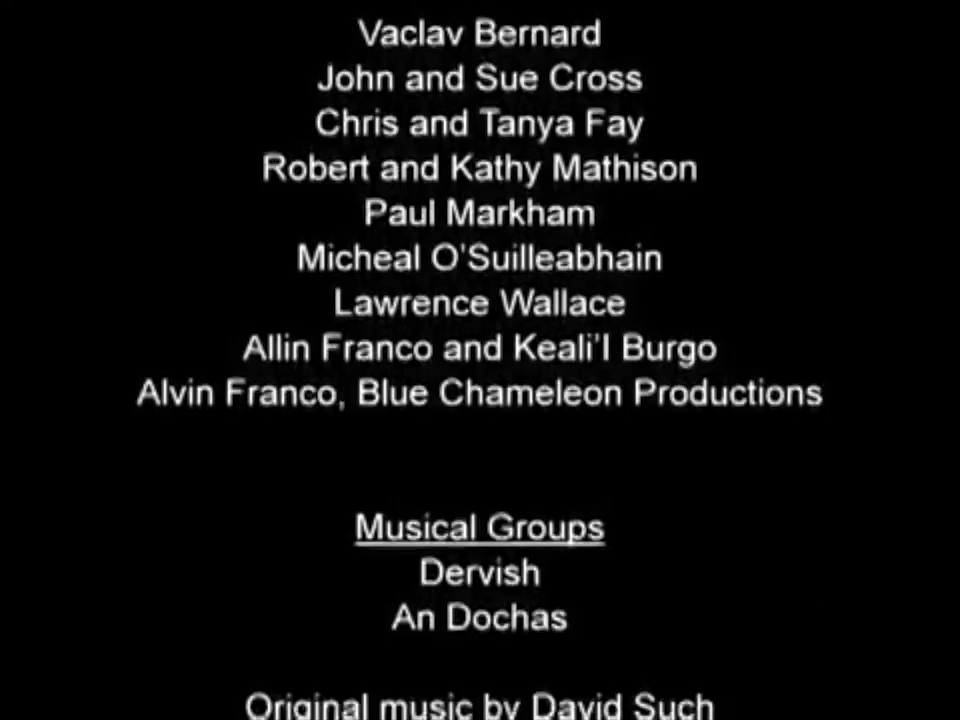 Vaclav Bernard
John and Sue Cross
Chris and Tanya Fay
Robert and Kathy Mathison
Paul Markham
Micheal O'Suilleabhain
Lawrence Wallace
Allin Franco and Keali'l Burgo
Alvin Franco, Blue Chameleon Productions
Musical Groups
Dervish
An Dochas
Original music by David Such